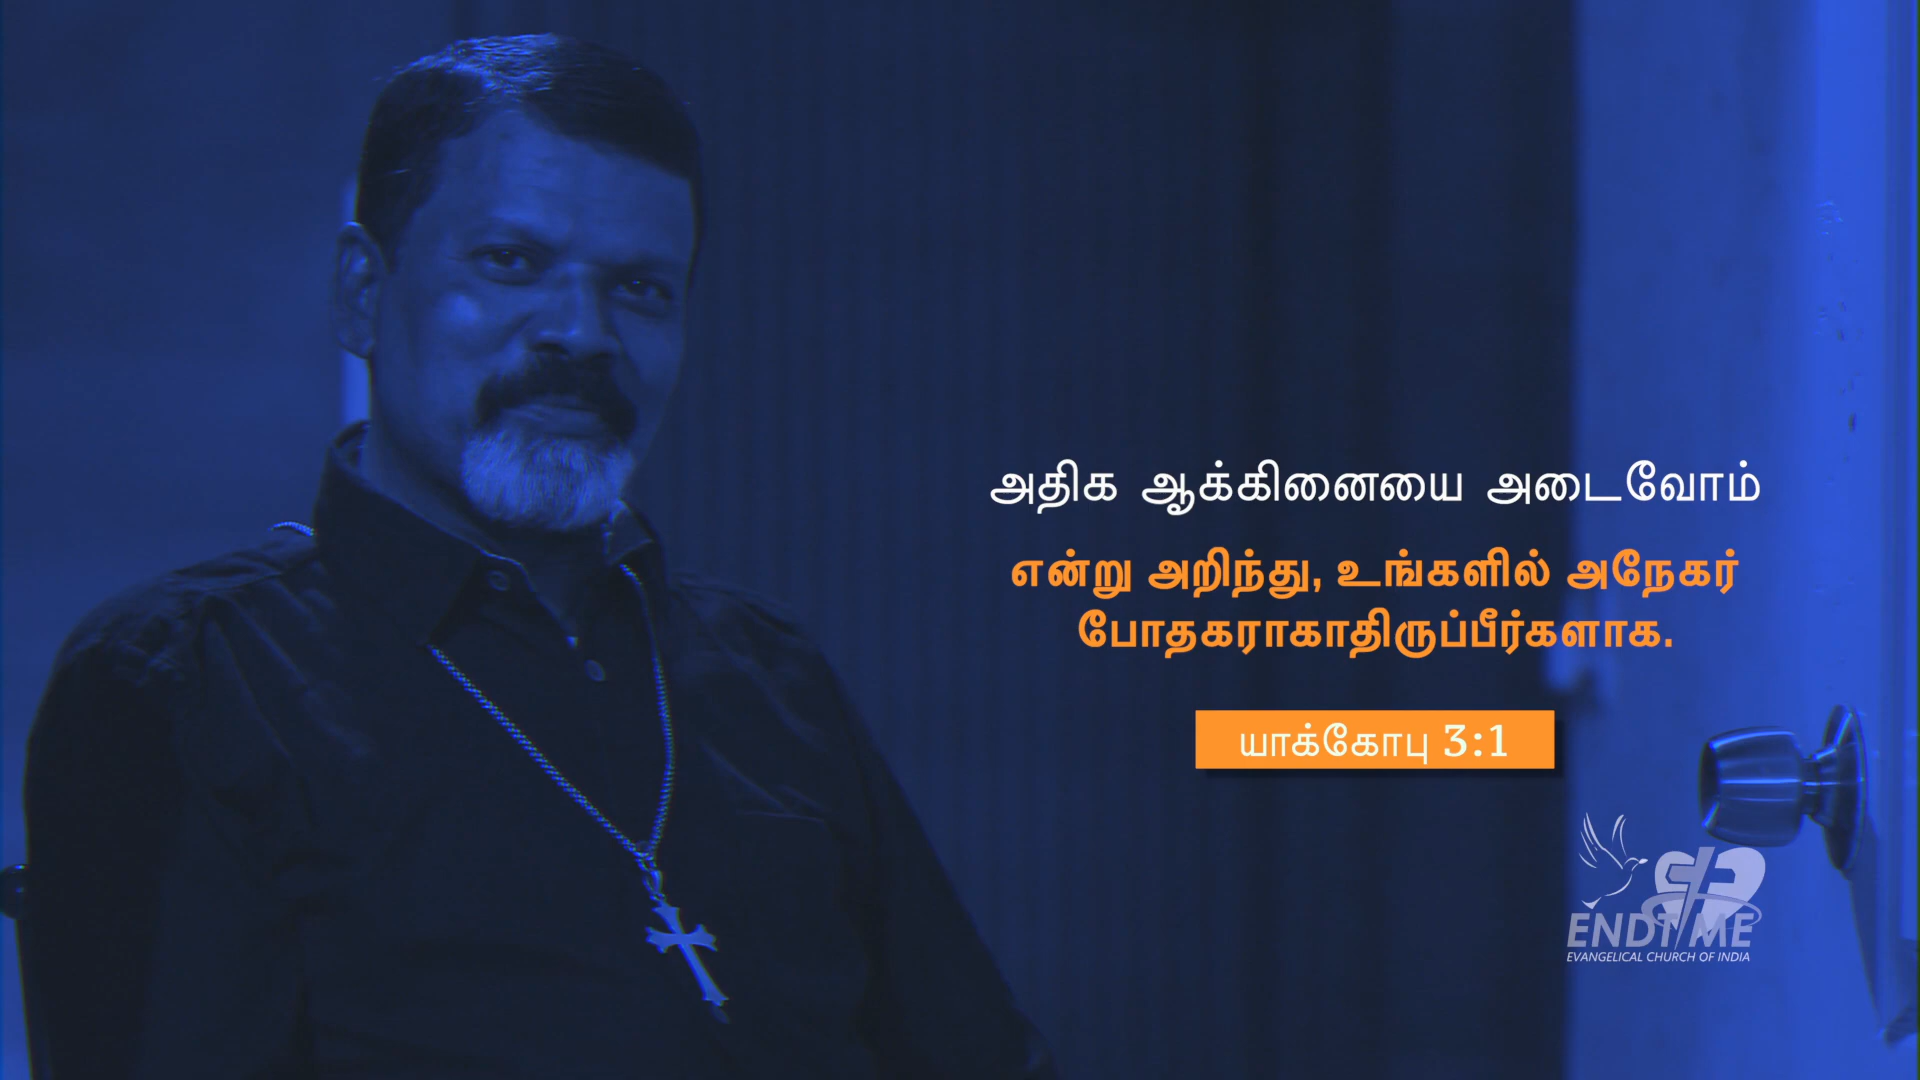 அதிக ஆக்கினையை அடைவோம்
என்று அறிந்து, உங்களில் அநேகர்
போதகராகாதிருப்பீர்களாக.
யாக்கோபு 3:1
ENDTIME
EVANGELICAL CHURCH OF INDIA